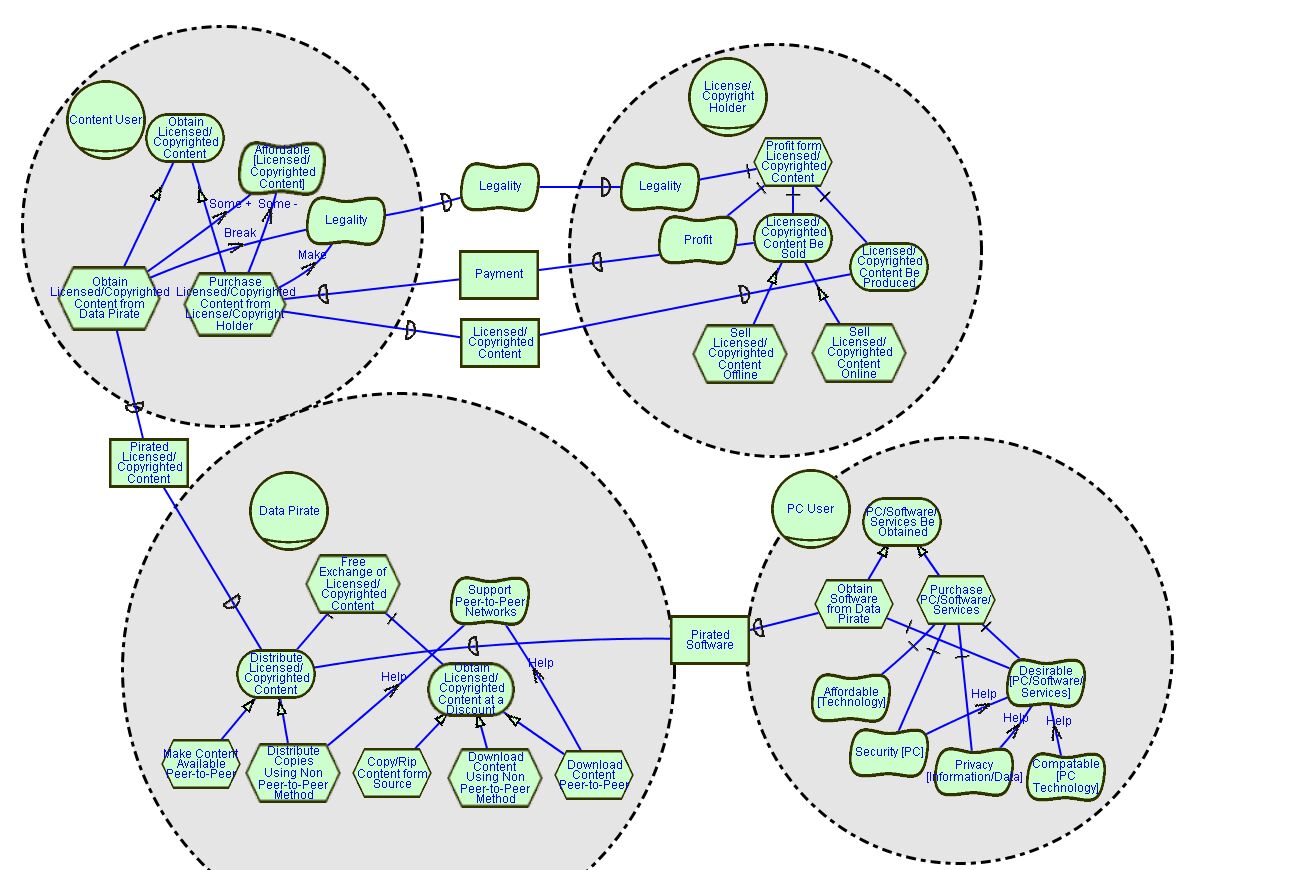 Content User
Obtain
Licensed/
Copyrighted
Content
Affordable
[Licensed/
Copyrighted
Content]
Some +
Some -
Legality
Break
Make
Obtain
Licensed/Copyrighted
Content from
Data Pirate
Purchase
Licensed/Copyrighted
Content from
License/Copyright
Holder
Legality
Payment
Licensed/
Copyrighted
Content
License/
Copyright
Holder
Profit form
Licensed/
Copyrighted
Content
Legality
Profit
Licensed/
Copyrighted
Content Be
Sold
Licensed/
Copyrighted
Content Be
Produced
Sell
Licensed/
Copyrighted
Content
Offline
Sell
Licensed/
Copyrighted
Content
Online
Pirated
Licensed/
Copyrighted
Content
Data Pirate
Free
Exchange of
Licensed/
Copyrighted
Content
Support
Peer-to-Peer
Networks
Distribute
Licensed/
Copyrighted
Content
Help
Obtain
Licensed/
Copyrighted
Content at a
Discount
Help
Make Content
Available
Peer-to-Peer
Distribute
Copies
Using Non
Peer-to-Peer
Method
Copy/Rip
Content form
Source
Download
Content
Using Non
Peer-to-Peer
Method
Download
Content
Peer-to-Peer
Pirated
Software
PC User
PC/Software/
Services Be
Obtained
Obtain
Software
from Data
Pirate
Purchase
PC/Software/
Services
Affordable
[Technology]
Desirable
[PC/Software/
Services]
Help
Help
Help
Security [PC]
Privacy
[Information/Data]
Compatable
[PC
Technology]